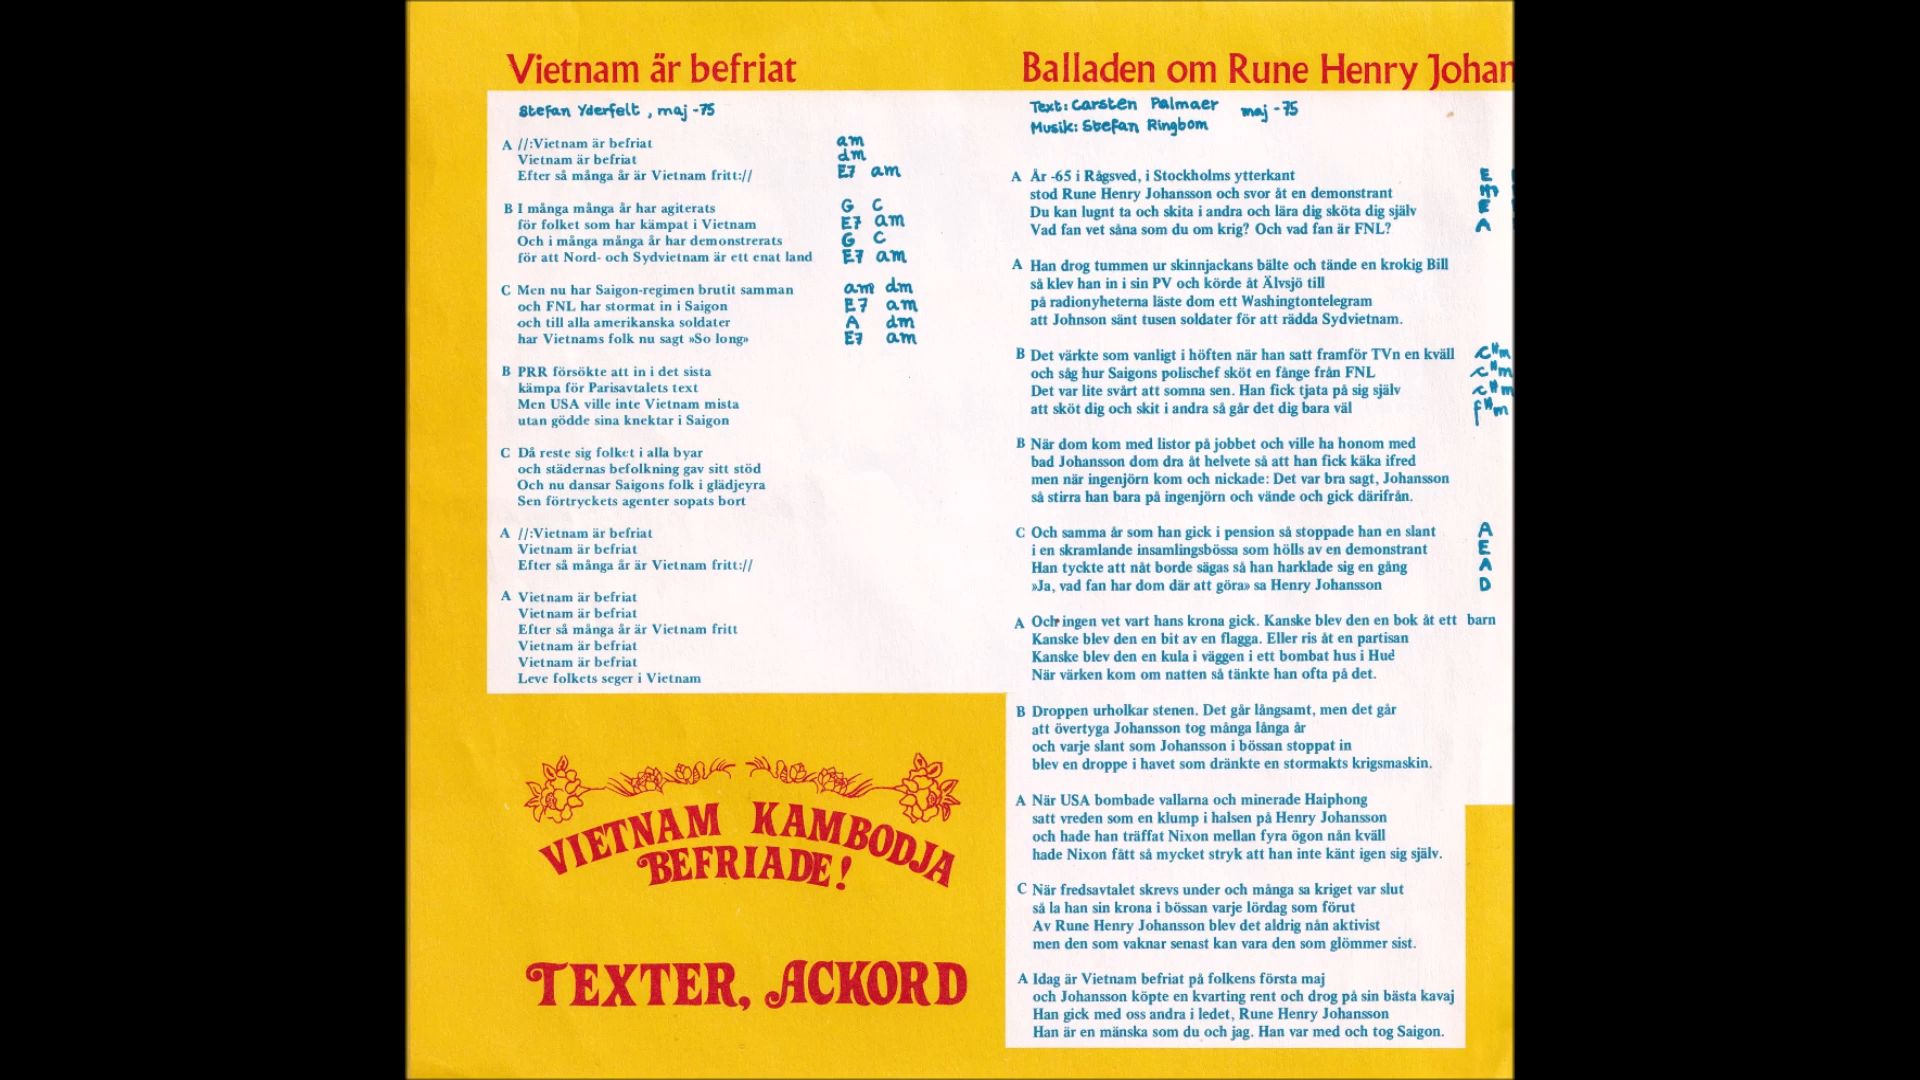 Vietnam är befriat
Stefan Yderfelt, maj -75
A //:Vietnam är befriat am
Vietnam är befriat dm
Efter så många år är Vietnam fritt:// E7 am
B I många många år har agiterats G C
för folket som har kämpat i Vietnam E7 am
Och i många många år har demonstrerats G C
för att Nord- och Sydvietnam är ett enat land E7 am
C Men nu har Saigon-regimen brutit samman am dm
och FNL har stormat in i Saigon E7 am
och till alla amerikanska soldater A dm
har Vietnams folk nu sagt »So long» E7 am
B PRR försökte att in i det sista
kämpa för Parisavtalets text
Men USA ville inte Vietnam mista
utan gödde sina knektar i Saigon
C Då reste sig folket i alla byar
och städernas befolkning gav sitt stöd
Och nu dansar Saigons folk i glädjeyra
Sen förtryckets agenter sopats bort
A //:Vietnam är befriat
Vietnam är befriat
Efter så många år är Vietnam fritt://
A Vietnam är befriat
Vietnam är befriat
Efter så många år är Vietnam fritt
Vietnam är befriat
Vietnam är befriat
Leve folkets seger i Vietnam
VIETNAM KAMBODJA
BEFRIADE!
TEXTER, ACKORD
Balladen om Rune Henry Johan
Text: Carsten Palmaer maj -75
Musik: Stefan Ringbom
A År -65 i Rågsved, i Stockholms ytterkant E
stod Rune Henry Johansson och svor åt en demonstrant H7
Du kan lugnt ta och skita i andra och lära dig sköta dig själv E
Vad fan vet såna som du om krig? Och vad fan är FNL? A
A Han drog tummen ur skinnjackans bälte och tände en krokig Bill
så klev han in i sin PV och körde åt Älvsjö till
på radionyheterna läste dom ett Washingtontelegram
att Johnson sänt tusen soldater för att rädda Sydvietnam.
B Det värkte som vanligt i höften när han satt framför TVn en kväll c#m
och såg hur Saigons polischef sköt en fånge från FNL c#m
Det var lite svårt att somna sen. Han fick tjata på sig själv c#m
att sköt dig och skit i andra så går det dig bara väl f#m
B När dom kom med listor på jobbet och ville ha honom med
bad Johansson dom dra åt helvete så att han fick käka ifred
men när ingenjörn kom och nickade: Det var bra sagt, Johansson
så stirra han bara på ingenjörn och vände och gick därifrån.
C Och samma år som han gick i pension så stoppade han en slant A
i en skramlande insamlingsbössa som hölls av en demonstrant E
Han tyckte att nåt borde sägas så han harklade sig en gång A
»Ja, vad fan har dom där att göra» sa Henry Johansson D
A Och ingen vet vart hans krona gick. Kanske blev den en bok åt ett barn
Kanske blev den en bit av en flagga. Eller ris åt en partisan
Kanske blev den en kula i väggen i ett bombat hus i Hué
När värken kom om natten så tänkte han ofta på det.
B Droppen urholkar stenen. Det går långsamt, men det går
att övertyga Johansson tog många långa år
och varje slant som Johansson i bössan stoppat in
blev en droppe i havet som dränkte en stormakts krigsmaskin.
A När USA bombade vallarna och minerade Haiphong
satt vreden som en klump i halsen på Henry Johansson
och hade han träffat Nixon mellan fyra ögon nån kväll
hade Nixon fått så mycket stryk att han inte känt igen sig själv.
C När fredsavtalet skrevs under och många sa kriget var slut
så la han sin krona i bössan varje lördag som förut
Av Rune Henry Johansson blev det aldrig nån aktivist
men den som vaknar senast kan vara den som glömmer sist.
A Idag är Vietnam befriat på folkens första maj
och Johansson köpte en kvarting rent och drog på sin bästa kavaj
Han gick med oss andra i ledet, Rune Henry Johansson
Han är en mänska som du och jag. Han var med och tog Saigon.